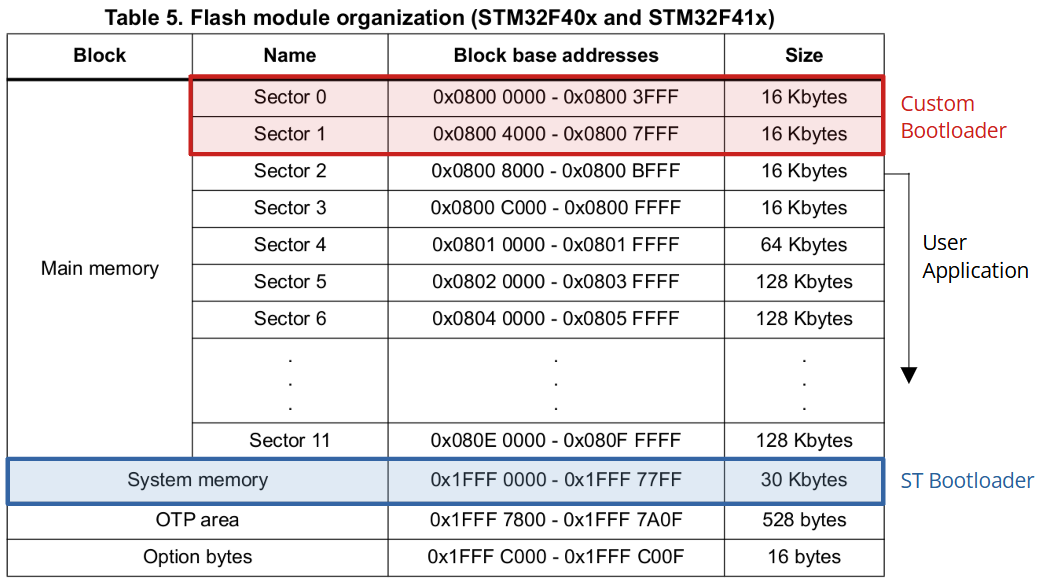 Table 5. Flash module organization (STM32F40x and STM32F41x)
Block Name Block base addresses Size
Sector 0 0x0800 0000 - 0x0800 3FFF 16 Kbytes
Custom
Bootloader
Sector 1 0x0800 4000 - 0x0800 7FFF 16 Kbytes
Sector 2 0x0800 8000 - 0x0800 BFFF 16 Kbytes
Sector 3 0x0800 C000 - 0x0800 FFFF 16 Kbytes
Main memory
Sector 4 0x0801 0000 - 0x0801 FFFF 64 Kbytes
User
Application
Sector 5 0x0802 0000 - 0x0803 FFFF 128 Kbytes
Sector 6 0x0804 0000 - 0x0805 FFFF 128 Kbytes
. . .
. . .
. . .
Sector 11 0x080E 0000 - 0x080F FFFF 128 Kbytes
System memory 0x1FFF 0000 - 0x1FFF 77FF 30 Kbytes ST Bootloader
OTP area 0x1FFF 7800 - 0x1FFF 7A0F 528 bytes
Option bytes 0x1FFF C000 - 0x1FFF C00F 16 bytes